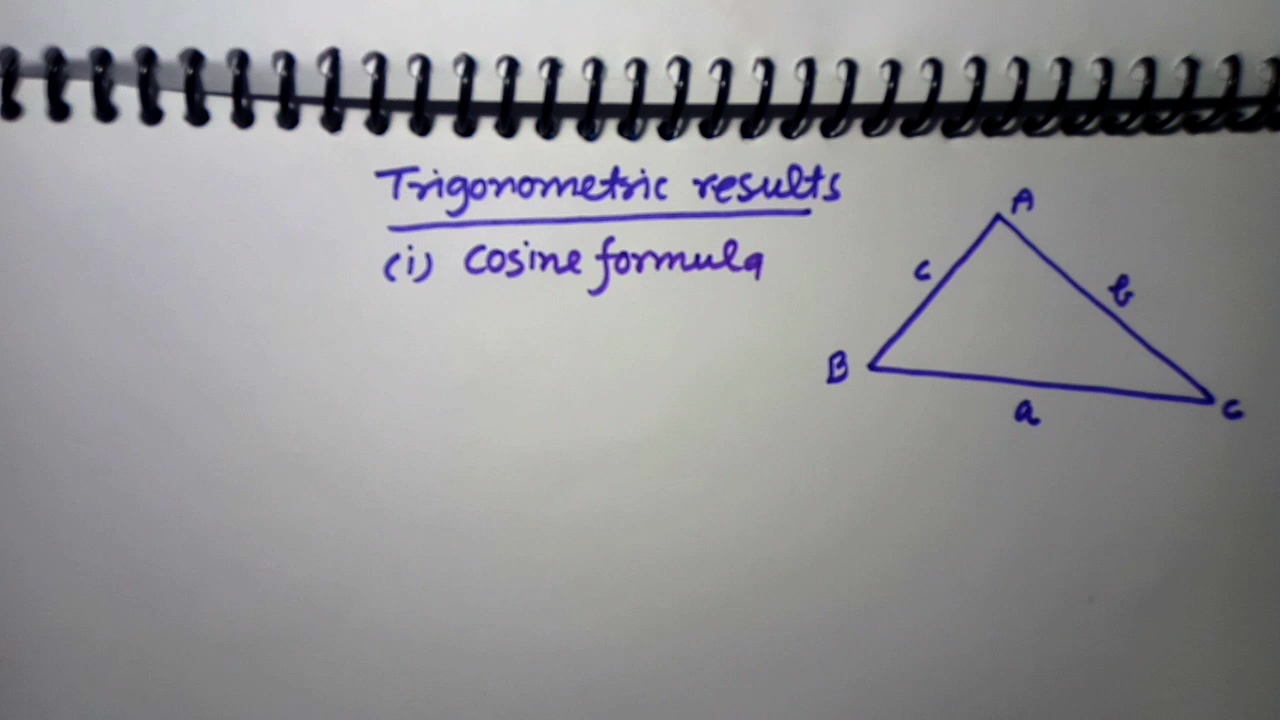 Trigonometric results
(i) Cosine formula
A
c
b
B
a
C